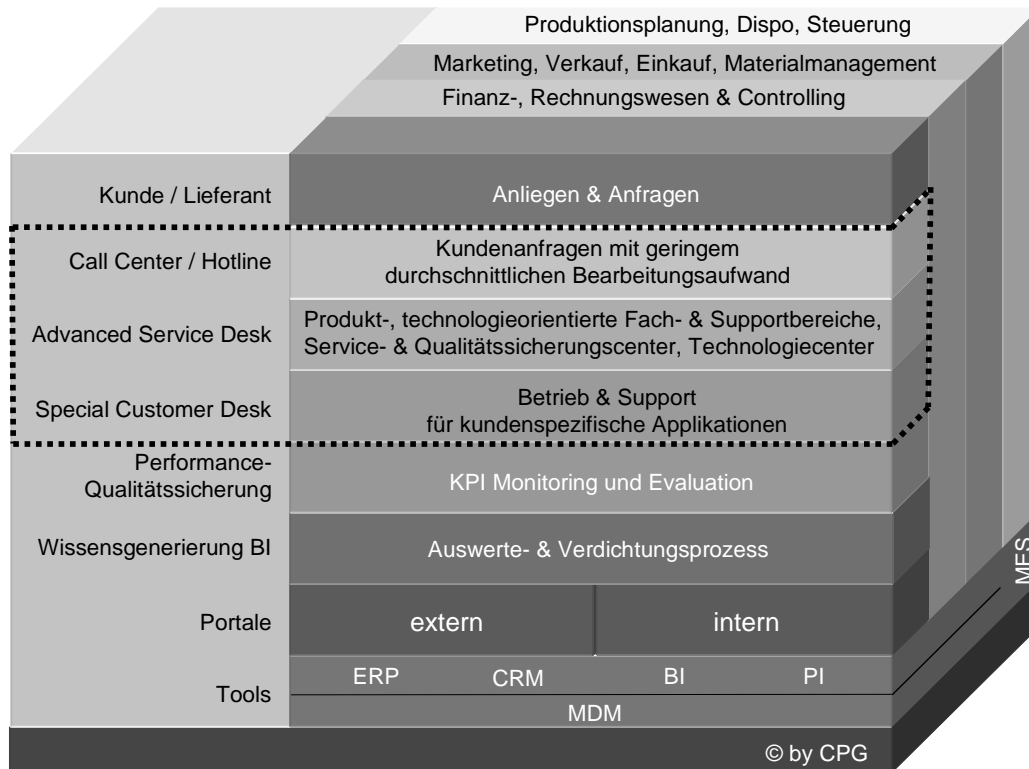 Produktionsplanung, Dispo, Steuerung
Marketing, Verkauf, Einkauf, Materialmanagement
Finanz-, Rechnungswesen & Controlling
Kunde / Lieferant
Anliegen & Anfragen
Call Center / Hotline
Kundenanfragen mit geringem
durchschnittlichen Bearbeitungsaufwand
Advanced Service Desk
Produkt-, technologieorientierte Fach- & Supportbereiche,
Service- & Qualitätssicherungscenter, Technologiecenter
Special Customer Desk
Betrieb & Support
für kundenspezifische Applikationen
Performance-
Qualitätssicherung
KPI Monitoring und Evaluation
Wissensgenerierung BI
Auswerte- & Verdichtungsprozess
MES
Portale
extern
intern
Tools
ERP
CRM
BI
PI
MDM
© by CPG